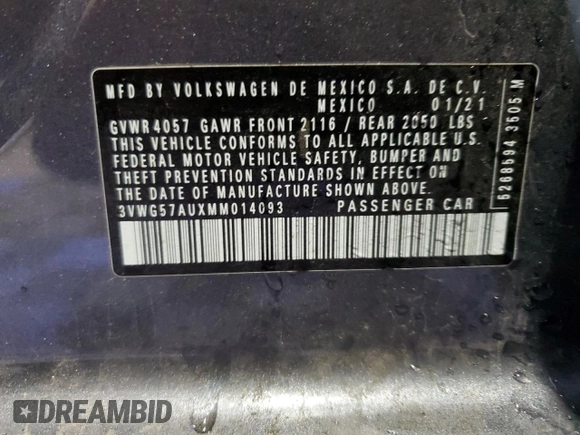 MFD BY VOLKSWAGEN DE MEXICO S.A. DE C.V.
MEXICO 01/21
GVWR 4057 GAWR FRONT 2116 / REAR 2050 LBS
THIS VEHICLE CONFORMS TO ALL APPLICABLE U.S.
FEDERAL MOTOR VEHICLE SAFETY, BUMPER AND
THEFT PREVENTION STANDARDS IN EFFECT ON
THE DATE OF MANUFACTURE SHOWN ABOVE.
3VWG57AUXMM014093 PASSENGER CAR
5268594 3605 M
DREAMBID